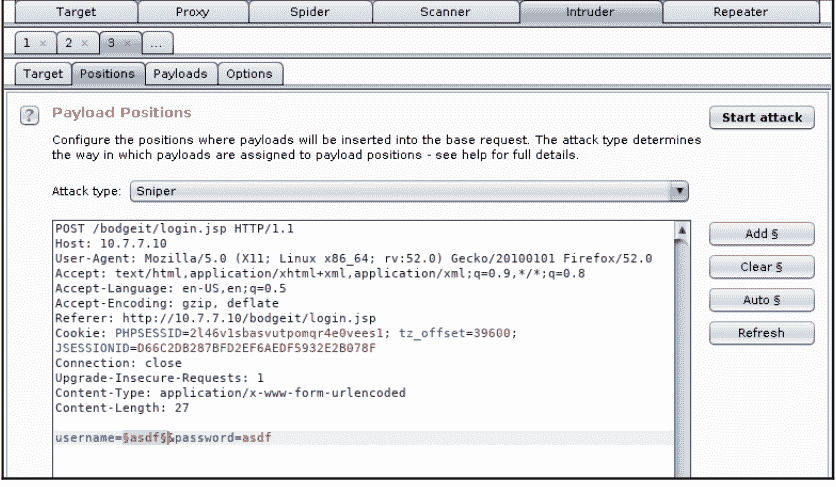 Target Proxy Spider Scanner Intruder Repeater
1 × 2 × 3 × ...
Target Positions Payloads Options
? Payload Positions
Start attack
Configure the positions where payloads will be inserted into the base request. The attack type determines
the way in which payloads are assigned to payload positions - see help for full details.
Attack type: Sniper
POST /bodgeit/login.jsp HTTP/1.1
Host: 10.7.7.10
User-Agent: Mozilla/5.0 (X11; Linux x86_64; rv:52.0) Gecko/20100101 Firefox/52.0
Accept: text/html,application/xhtml+xml,application/xml;q=0.9,*/*;q=0.8
Accept-Language: en-US,en;q=0.5
Accept-Encoding: gzip, deflate
Referer: http://10.7.7.10/bodgeit/login.jsp
Cookie: PHPSESSID=2l46v1sbasvutpomqr4e0vees1; tz_offset=39600;
JSESSIONID=D66C2DB287BFD2EF6AEDF5932E2B078F
Connection: close
Upgrade-Insecure-Requests: 1
Content-Type: application/x-www-form-urlencoded
Content-Length: 27
username=§asdf§&password=asdf
Add §
Clear §
Auto §
Refresh